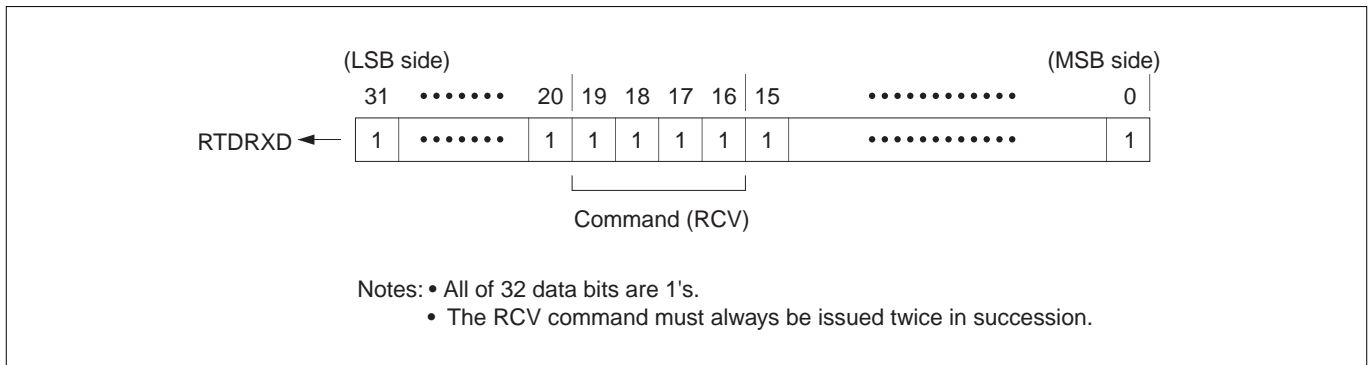 (LSB side) (MSB side)
31 ••••••• 20 19 18 17 16 15 •••••••••••• 0
RTDRXD 1 ••••••• 1 1 1 1 1 1 •••••••••••• 1
Command (RCV)
Notes: • All of 32 data bits are 1's.
• The RCV command must always be issued twice in succession.